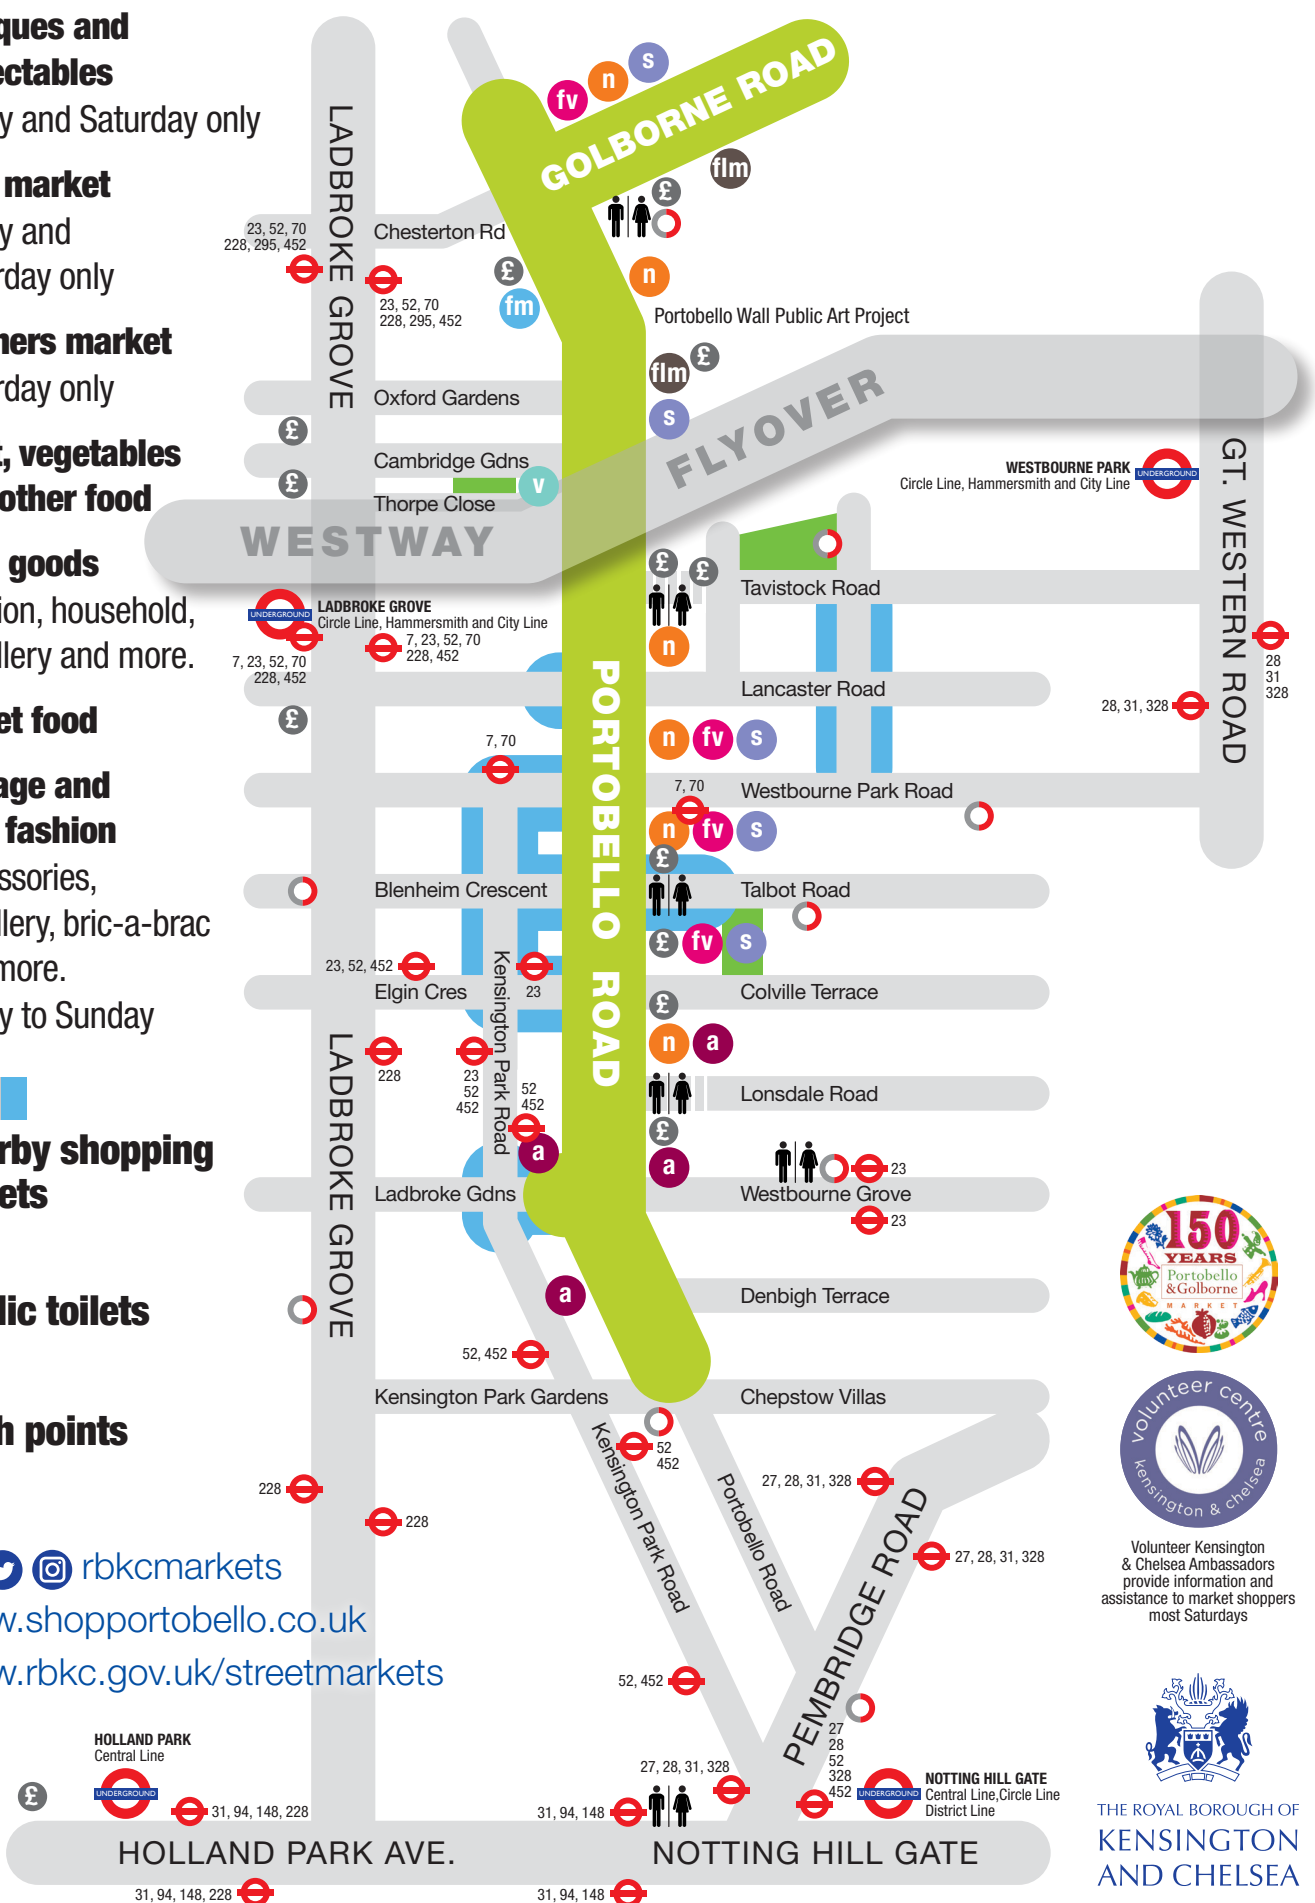 ques and
ectables
y and Saturday only
market
y and
rday only
ners market
rday only
t, vegetables
other food
goods
ion, household,
llery and more.
et food
age and
fashion
ssories,
llery, bric-a-brac
more.
y to Sunday
rby shopping
ets
lic toilets
h points
rbkcmarkets
w.shopportobello.co.uk
w.rbkc.gov.uk/streetmarkets
LADBROKE GROVE
GOLBORNE ROAD
fv
n
s
flm
£
Chesterton Rd
23, 52, 70
228, 295, 452
23, 52, 70
228, 295, 452
£
fm
n
Portobello Wall Public Art Project
flm
£
s
Oxford Gardens
£
Cambridge Gdns
£
v
Thorpe Close
WESTWAY
FLYOVER
WESTBOURNE PARK
Circle Line, Hammersmith and City Line
UNDERGROUND
GT. WESTERN ROAD
£
£
Tavistock Road
UNDERGROUND
LADBROKE GROVE
Circle Line, Hammersmith and City Line
7, 23, 52, 70
228, 452
7, 23, 52, 70
228, 452
n
28
31
328
28, 31, 328
PORTOBELLO ROAD
Lancaster Road
£
7, 70
n
fv
s
7, 70
Westbourne Park Road
n
fv
s
£
Blenheim Crescent
Talbot Road
£
fv
s
23, 52, 452
Kensington Park Road
23
Elgin Cres
Colville Terrace
£
n
a
228
23
52
452
52
452
Lonsdale Road
£
a
a
LADBROKE GROVE
23
Ladbroke Gdns
Westbourne Grove
23
a
Denbigh Terrace
52, 452
Kensington Park Gardens
Chepstow Villas
52
452
Kensington Park Road
Portobello Road
27, 28, 31, 328
PEMBRIDGE ROAD
27, 28, 31, 328
228
228
52, 452
27
28
52
328
452
27, 28, 31, 328
HOLLAND PARK
Central Line
UNDERGROUND
£
31, 94, 148, 228
31, 94, 148
UNDERGROUND
NOTTING HILL GATE
Central Line,Circle Line
District Line
HOLLAND PARK AVE.
NOTTING HILL GATE
31, 94, 148, 228
31, 94, 148
150
YEARS
Portobello
&Golborne
MARKET
volunteer centre
kensington & chelsea
Volunteer Kensington
& Chelsea Ambassadors
provide information and
assistance to market shoppers
most Saturdays
THE ROYAL BOROUGH OF
KENSINGTON
AND CHELSEA